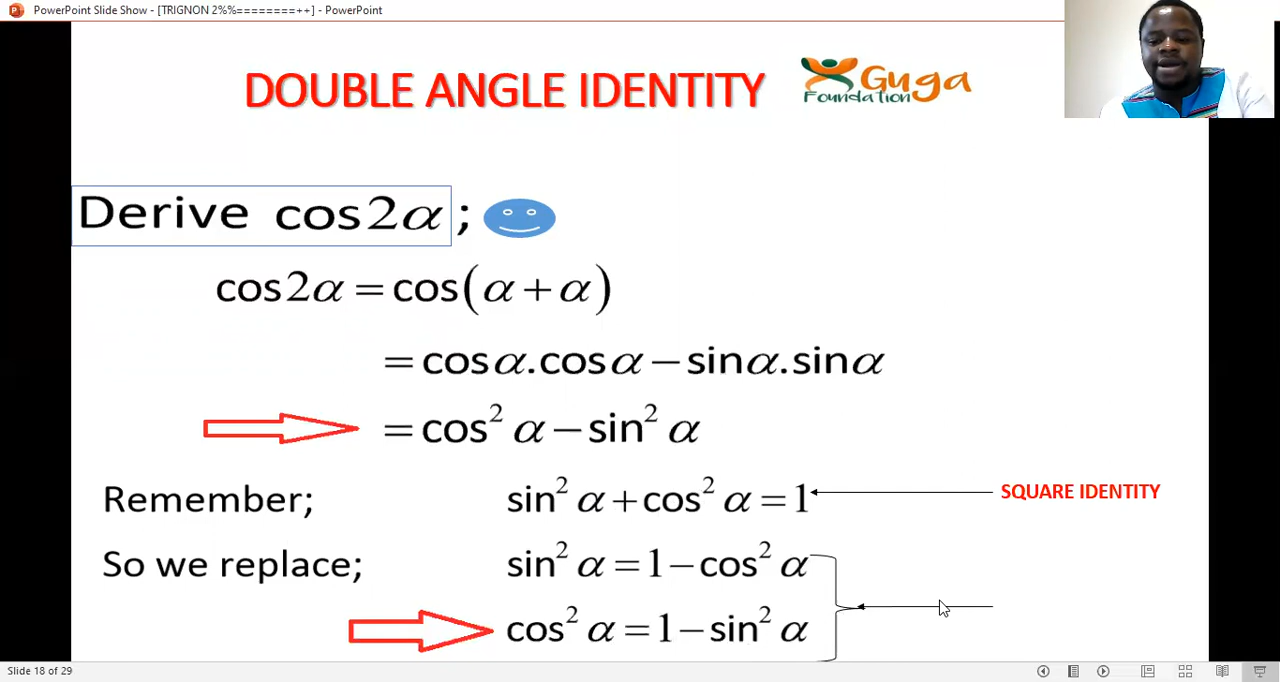 PowerPoint Slide Show - [TRIGNON 2%%========++] - PowerPoint
DOUBLE ANGLE IDENTITY
Guga
Foundation
Derive cos2α ;
cos2α = cos(α + α)
= cosα.cosα − sinα.sinα
= cos² α − sin² α
Remember; sin² α + cos² α = 1 SQUARE IDENTITY
So we replace; sin² α = 1 − cos² α
cos² α = 1 − sin² α
Slide 18 of 29